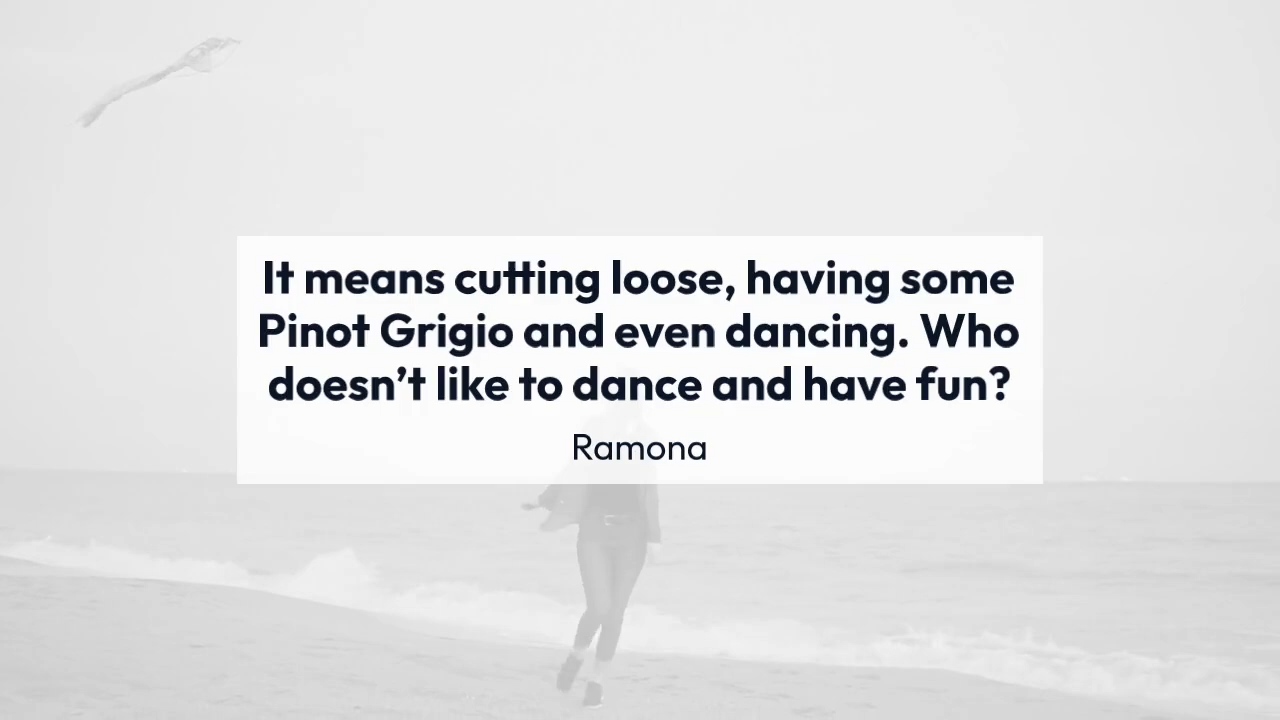 It means cutting loose, having some
Pinot Grigio and even dancing. Who
doesn’t like to dance and have fun?
Ramona